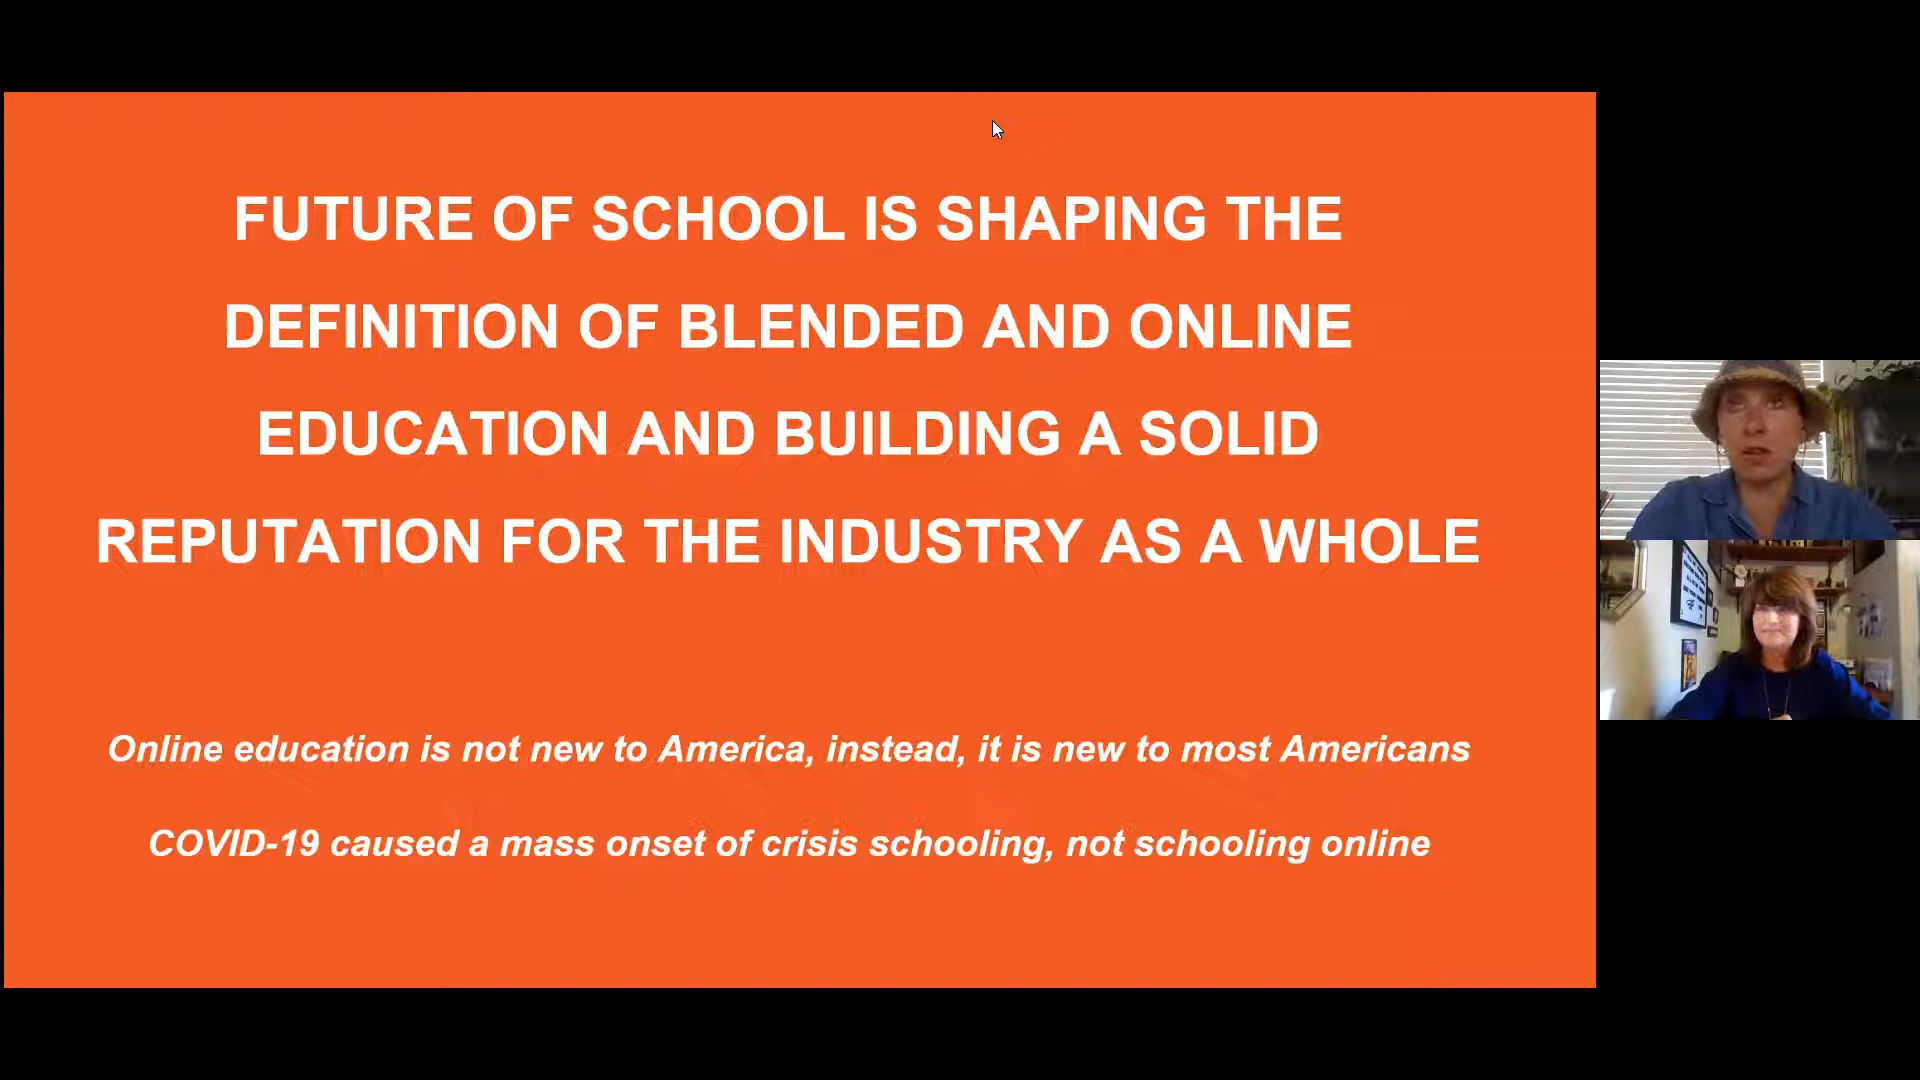 FUTURE OF SCHOOL IS SHAPING THE
DEFINITION OF BLENDED AND ONLINE
EDUCATION AND BUILDING A SOLID
REPUTATION FOR THE INDUSTRY AS A WHOLE
Online education is not new to America, instead, it is new to most Americans
COVID-19 caused a mass onset of crisis schooling, not schooling online